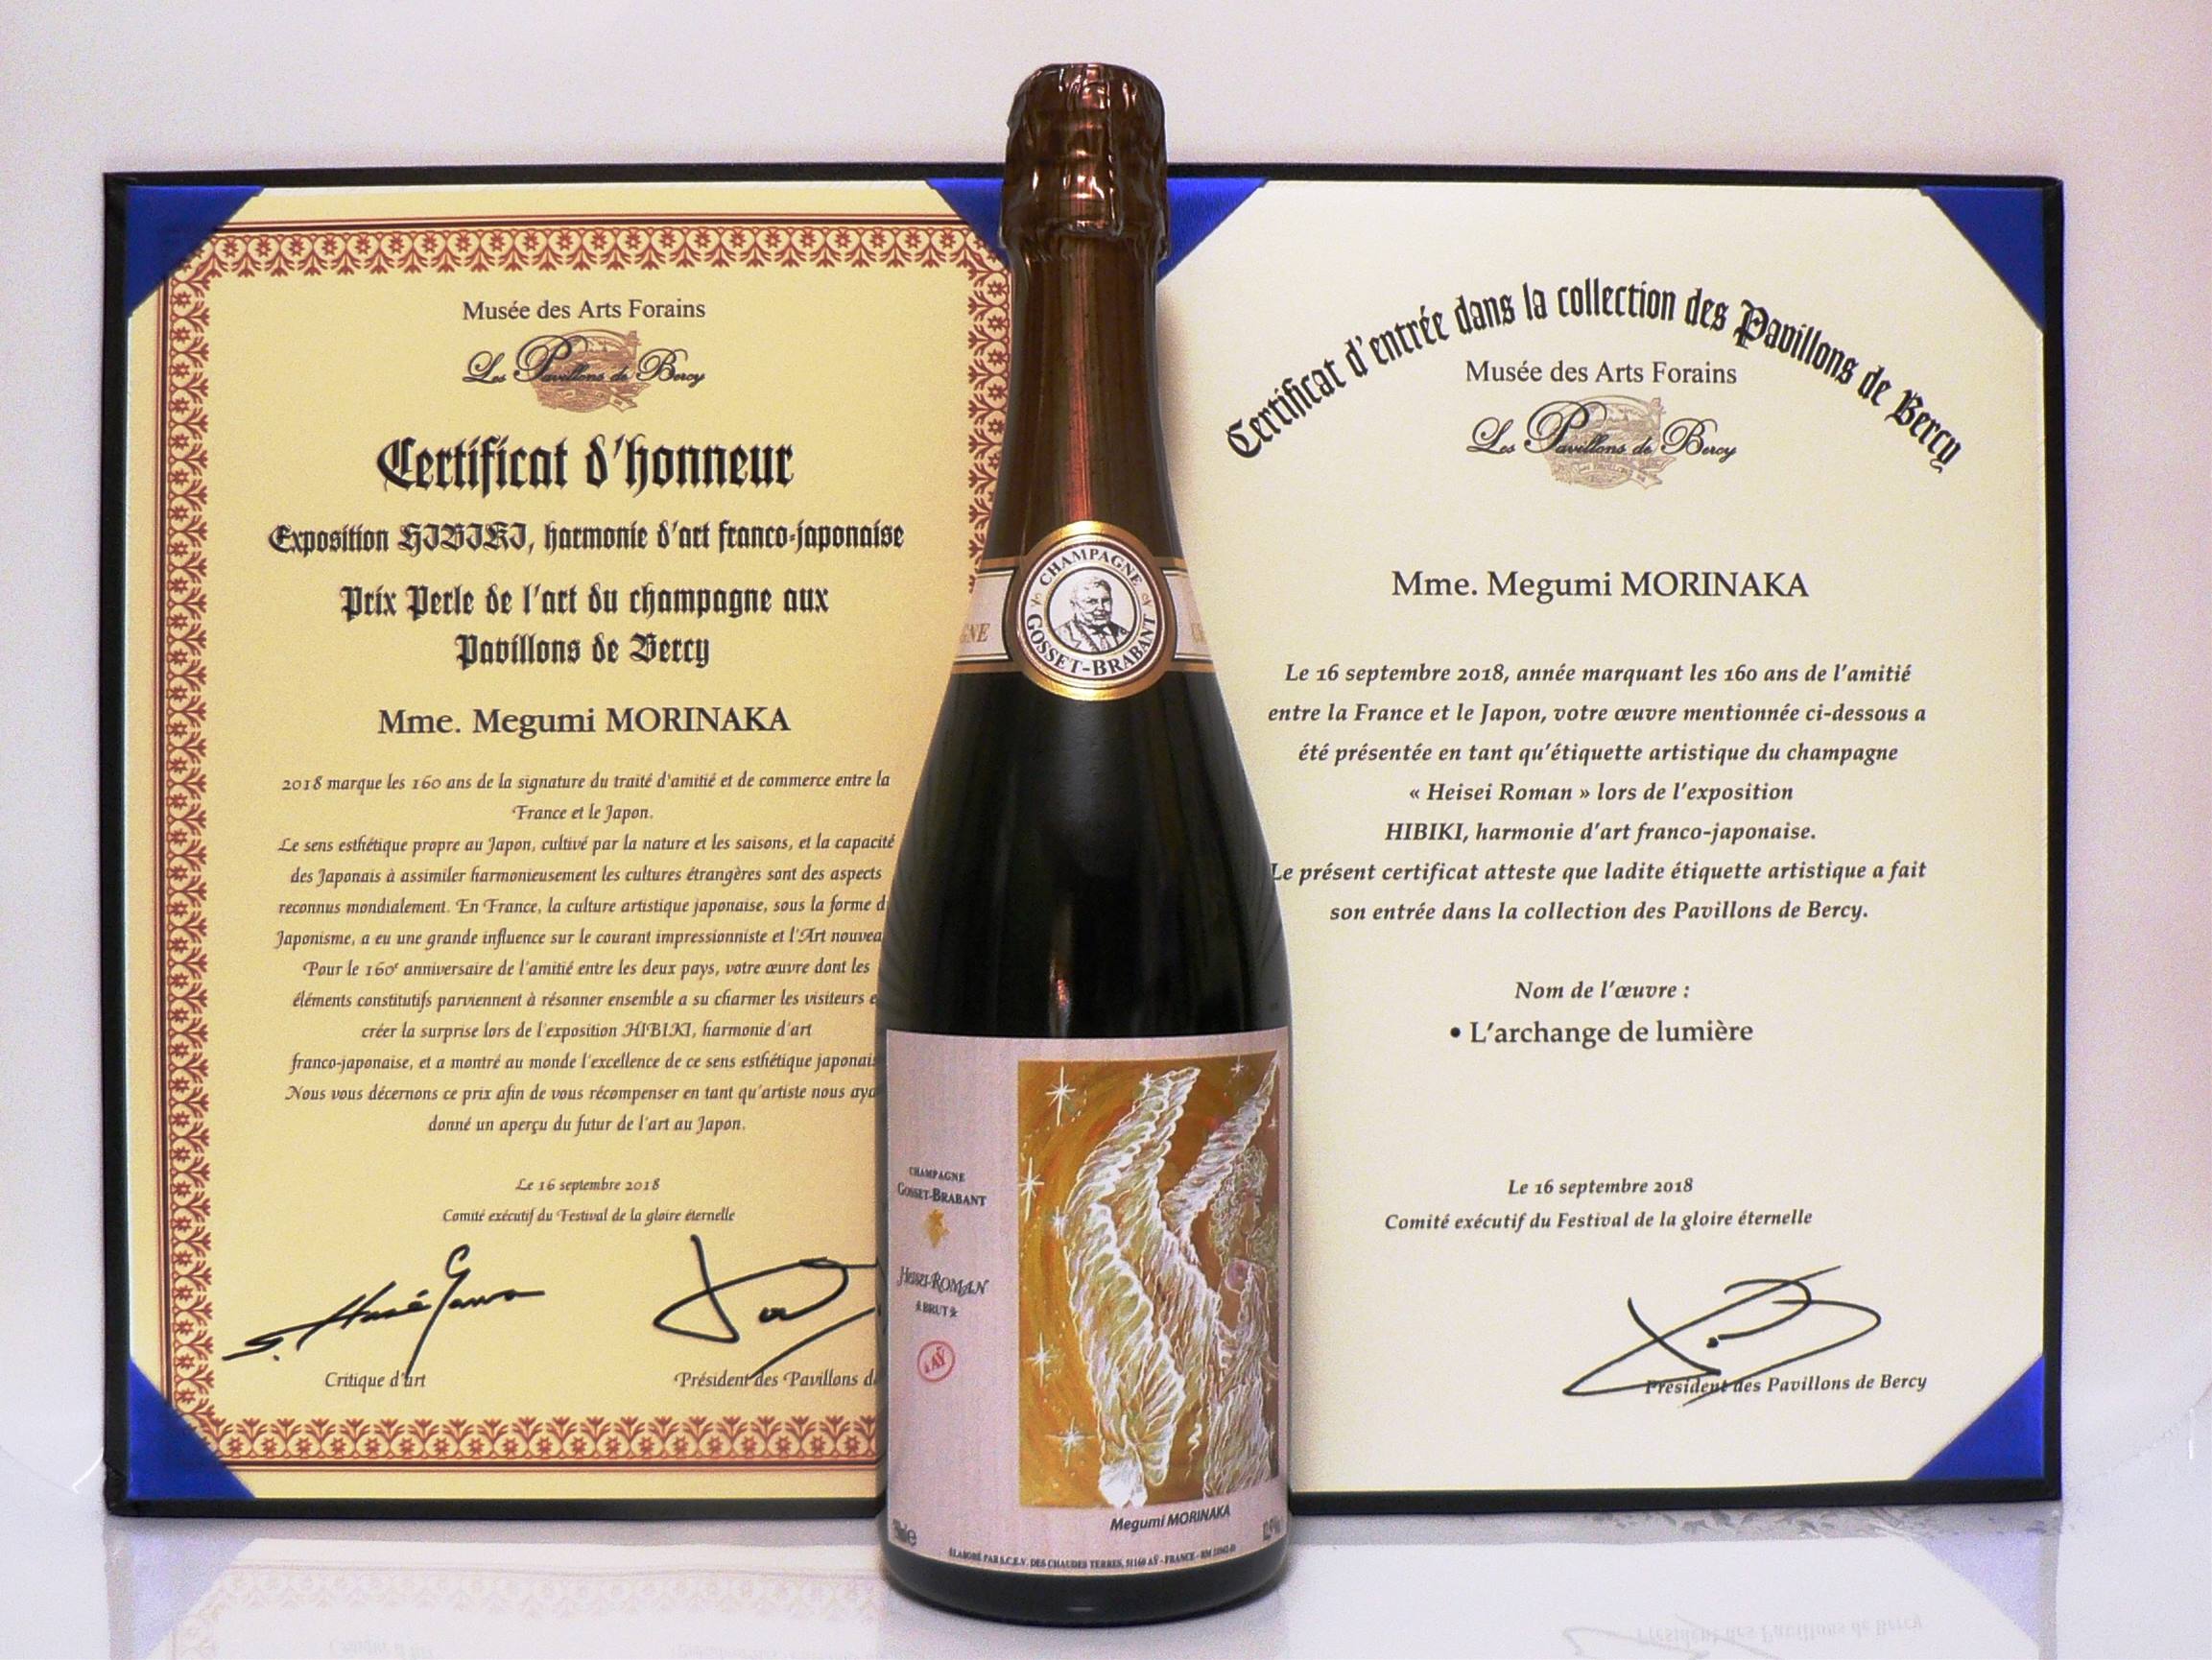 Musée des Arts Forains
Les Pavillons de Bercy
Certificat d'honneur
Exposition HIBIKI, harmonie d'art franco-japonaise
Prix Perle de l'art du champagne aux
Pavillons de Bercy
Mme. Megumi MORINAKA
2018 marque les 160 ans de la signature du traité d'amitié et de commerce entre la
France et le Japon.
Le sens esthétique propre au Japon, cultivé par la nature et les saisons, et la capacité
des Japonais à assimiler harmonieusement les cultures étrangères sont des aspects
reconnus mondialement. En France, la culture artistique japonaise, sous la forme d
Japonisme, a eu une grande influence sur le courant impressionniste et l'Art nouvea
Pour le 160e anniversaire de l'amitié entre les deux pays, votre œuvre dont les
éléments constitutifs parviennent à résonner ensemble a su charmer les visiteurs e
créer la surprise lors de l'exposition HIBIKI, harmonie d'art
franco-japonaise, et a montré au monde l'excellence de ce sens esthétique japonais
Nous vous décernons ce prix afin de vous récompenser en tant qu'artiste nous aya
donné un aperçu du futur de l'art au Japon.
Le 16 septembre 2018
Comité exécutif du Festival de la gloire éternelle
Critique d'art
Président des Pavillons d
CHAMPAGNE
GOSSET-BRABANT
CHAMPAGNE
GOSSET-BRABANT
HEISEI-ROMAN
BRUT
à AŸ
Megumi MORINAKA
ÉLABORÉ PAR S.C.E.V. DES CHAUDES TERRES, 51160 AŸ - FRANCE -
Certificat d'entrée dans la collection des Pavillons de Bercy
Musée des Arts Forains
Les Pavillons de Bercy
Mme. Megumi MORINAKA
Le 16 septembre 2018, année marquant les 160 ans de l'amitié
entre la France et le Japon, votre œuvre mentionnée ci-dessous a
été présentée en tant qu'étiquette artistique du champagne
« Heisei Roman » lors de l'exposition
HIBIKI, harmonie d'art franco-japonaise.
Le présent certificat atteste que ladite étiquette artistique a fait
son entrée dans la collection des Pavillons de Bercy.
Nom de l'œuvre :
• L'archange de lumière
Le 16 septembre 2018
Comité exécutif du Festival de la gloire éternelle
Président des Pavillons de Bercy